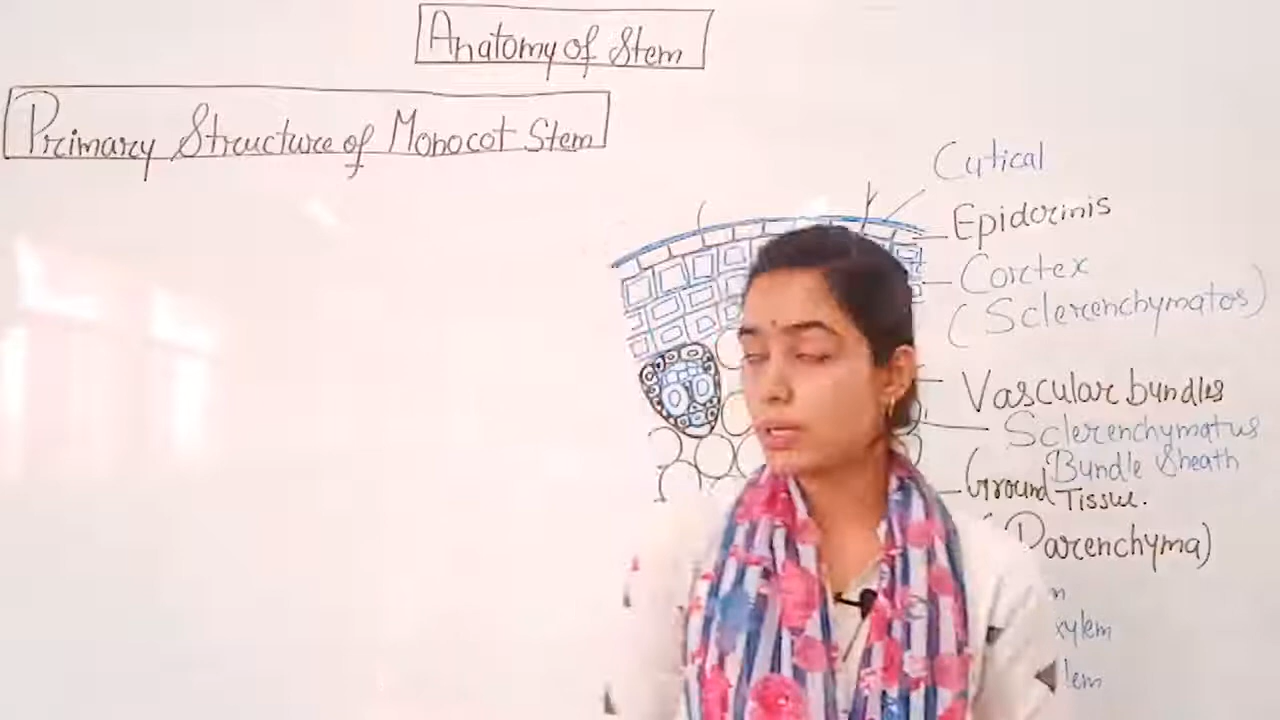 Anatomy of Stem
Primary Structure of Monocot Stem
Cutical
Epidermis
Cortex
(Sclerenchymatos)
Vascular bundles
Sclerenchymatus
Bundle Sheath
Ground Tissue.
(Parenchyma)
xylem